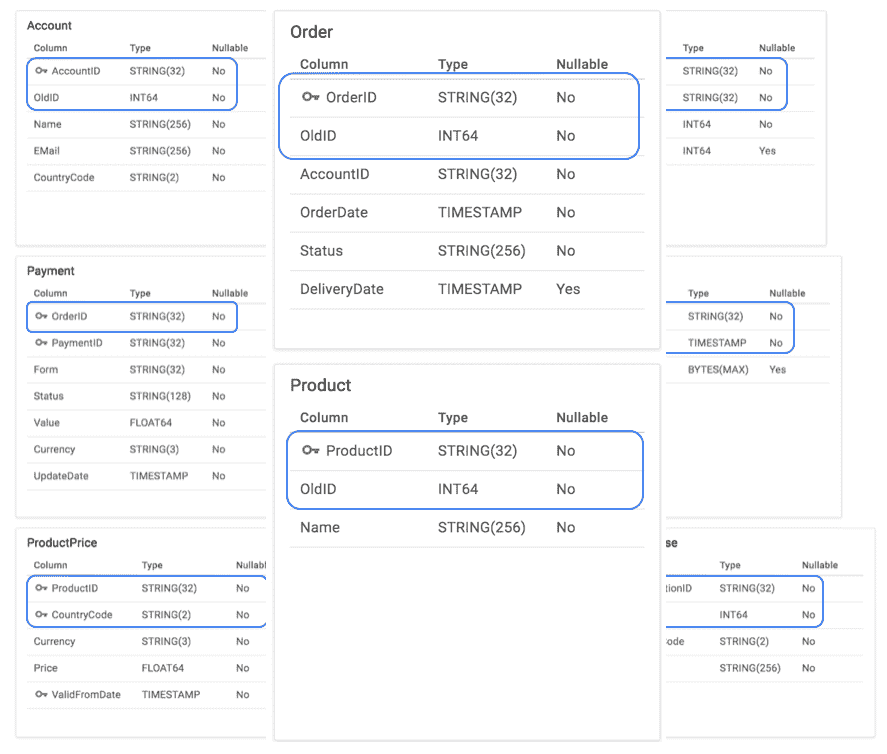 Account
Column Type Nullable
AccountID STRING(32) No
OldID INT64 No
Name STRING(256) No
EMail STRING(256) No
CountryCode STRING(2) No
Order
Column Type Nullable
OrderID STRING(32) No
OldID INT64 No
AccountID STRING(32) No
OrderDate TIMESTAMP No
Status STRING(256) No
DeliveryDate TIMESTAMP Yes
Type Nullable
STRING(32) No
STRING(32) No
INT64 No
INT64 Yes
Payment
Column Type Nullable
OrderID STRING(32) No
PaymentID STRING(32) No
Form STRING(32) No
Status STRING(128) No
Value FLOAT64 No
Currency STRING(3) No
UpdateDate TIMESTAMP No
Product
Column Type Nullable
ProductID STRING(32) No
OldID INT64 No
Name STRING(256) No
Type Nullable
STRING(32) No
TIMESTAMP No
BYTES(MAX) Yes
ProductPrice
Column Type Nullabl
ProductID STRING(32) No
CountryCode STRING(2) No
Currency STRING(3) No
Price FLOAT64 No
ValidFromDate TIMESTAMP No
se
Type Nullable
tionID STRING(32) No
INT64 No
ode STRING(2) No
STRING(256) No